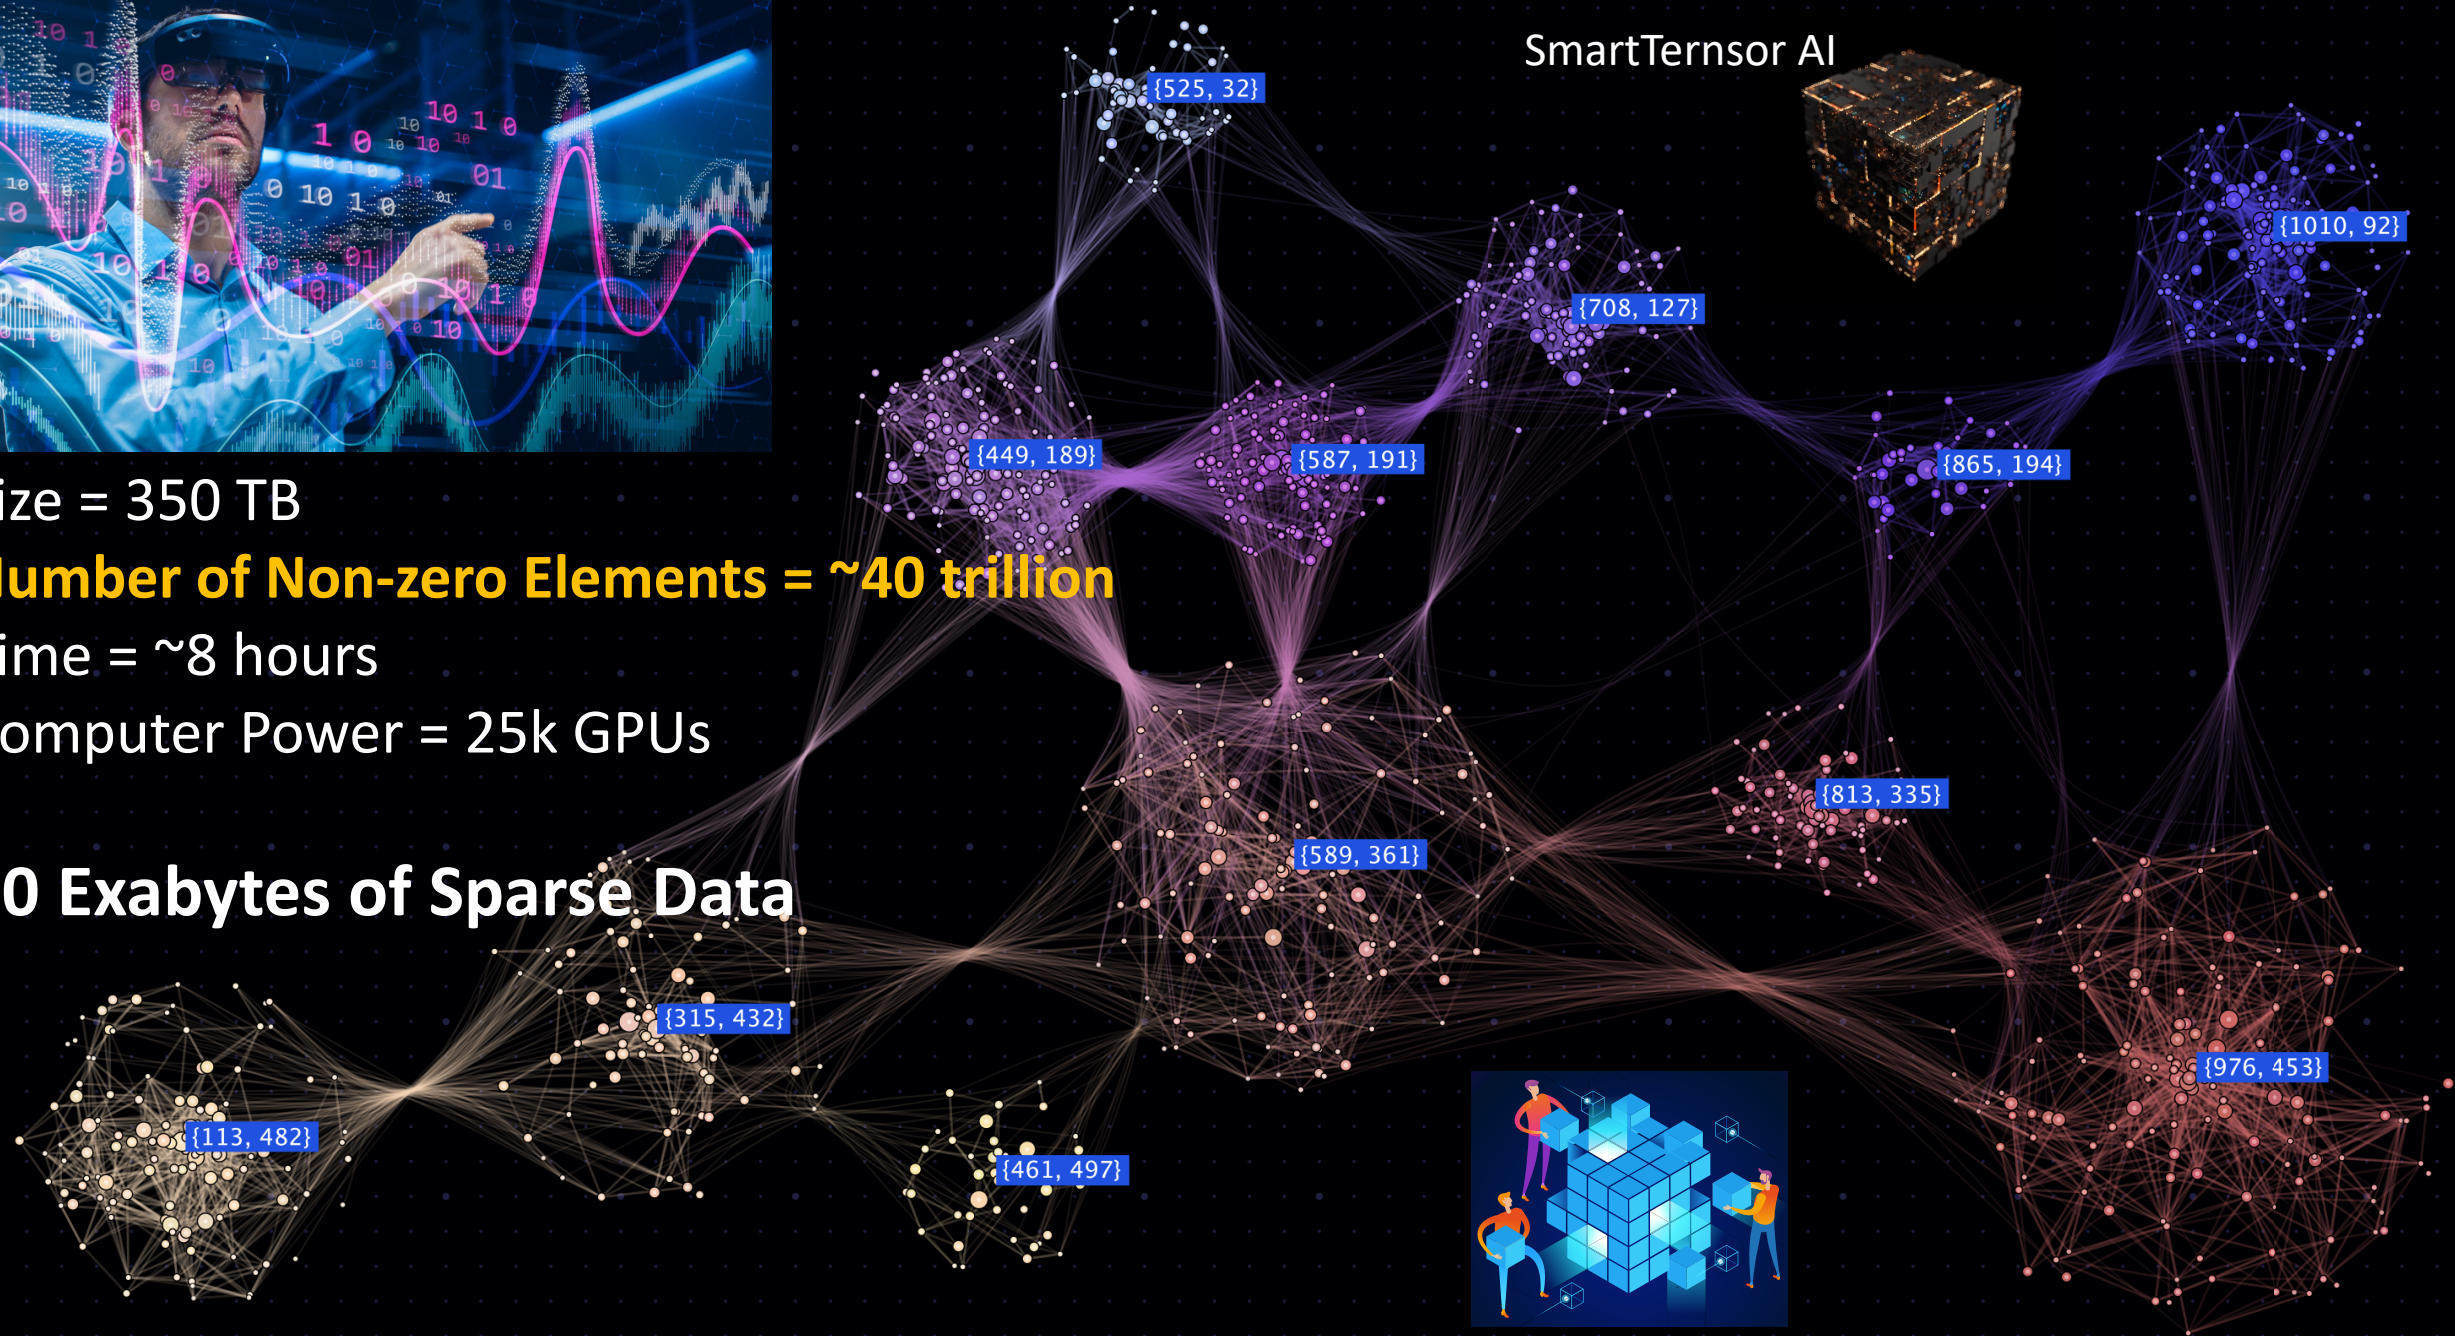 SmartTernsor AI
{525, 32}
{1010, 92}
{708, 127}
{449, 189}
{587, 191}
{865, 194}
ize = 350 TB
umber of Non-zero Elements = ~40 trillion
ime = ~8 hours
omputer Power = 25k GPUs
{813, 335}
{589, 361}
0 Exabytes of Sparse Data
{315, 432}
{976, 453}
{113, 482}
{461, 497}